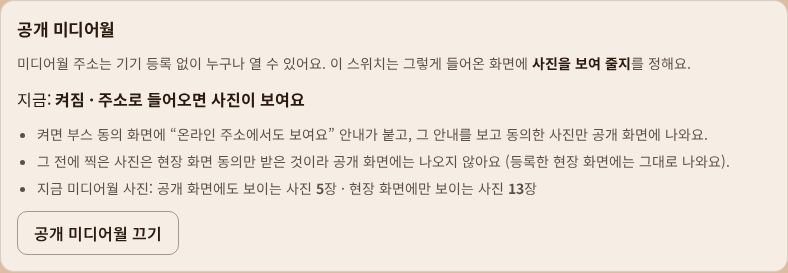 공개 미디어월
미디어월 주소는 기기 등록 없이 누구나 열 수 있어요. 이 스위치는 그렇게 들어온 화면에 사진을 보여 줄지를 정해요.
지금: 켜짐 · 주소로 들어오면 사진이 보여요
• 켜면 부스 동의 화면에 “온라인 주소에서도 보여요” 안내가 붙고, 그 안내를 보고 동의한 사진만 공개 화면에 나와요.
• 그 전에 찍은 사진은 현장 화면 동의만 받은 것이라 공개 화면에는 나오지 않아요 (등록한 현장 화면에는 그대로 나와요).
• 지금 미디어월 사진: 공개 화면에도 보이는 사진 5장 · 현장 화면에만 보이는 사진 13장
공개 미디어월 끄기